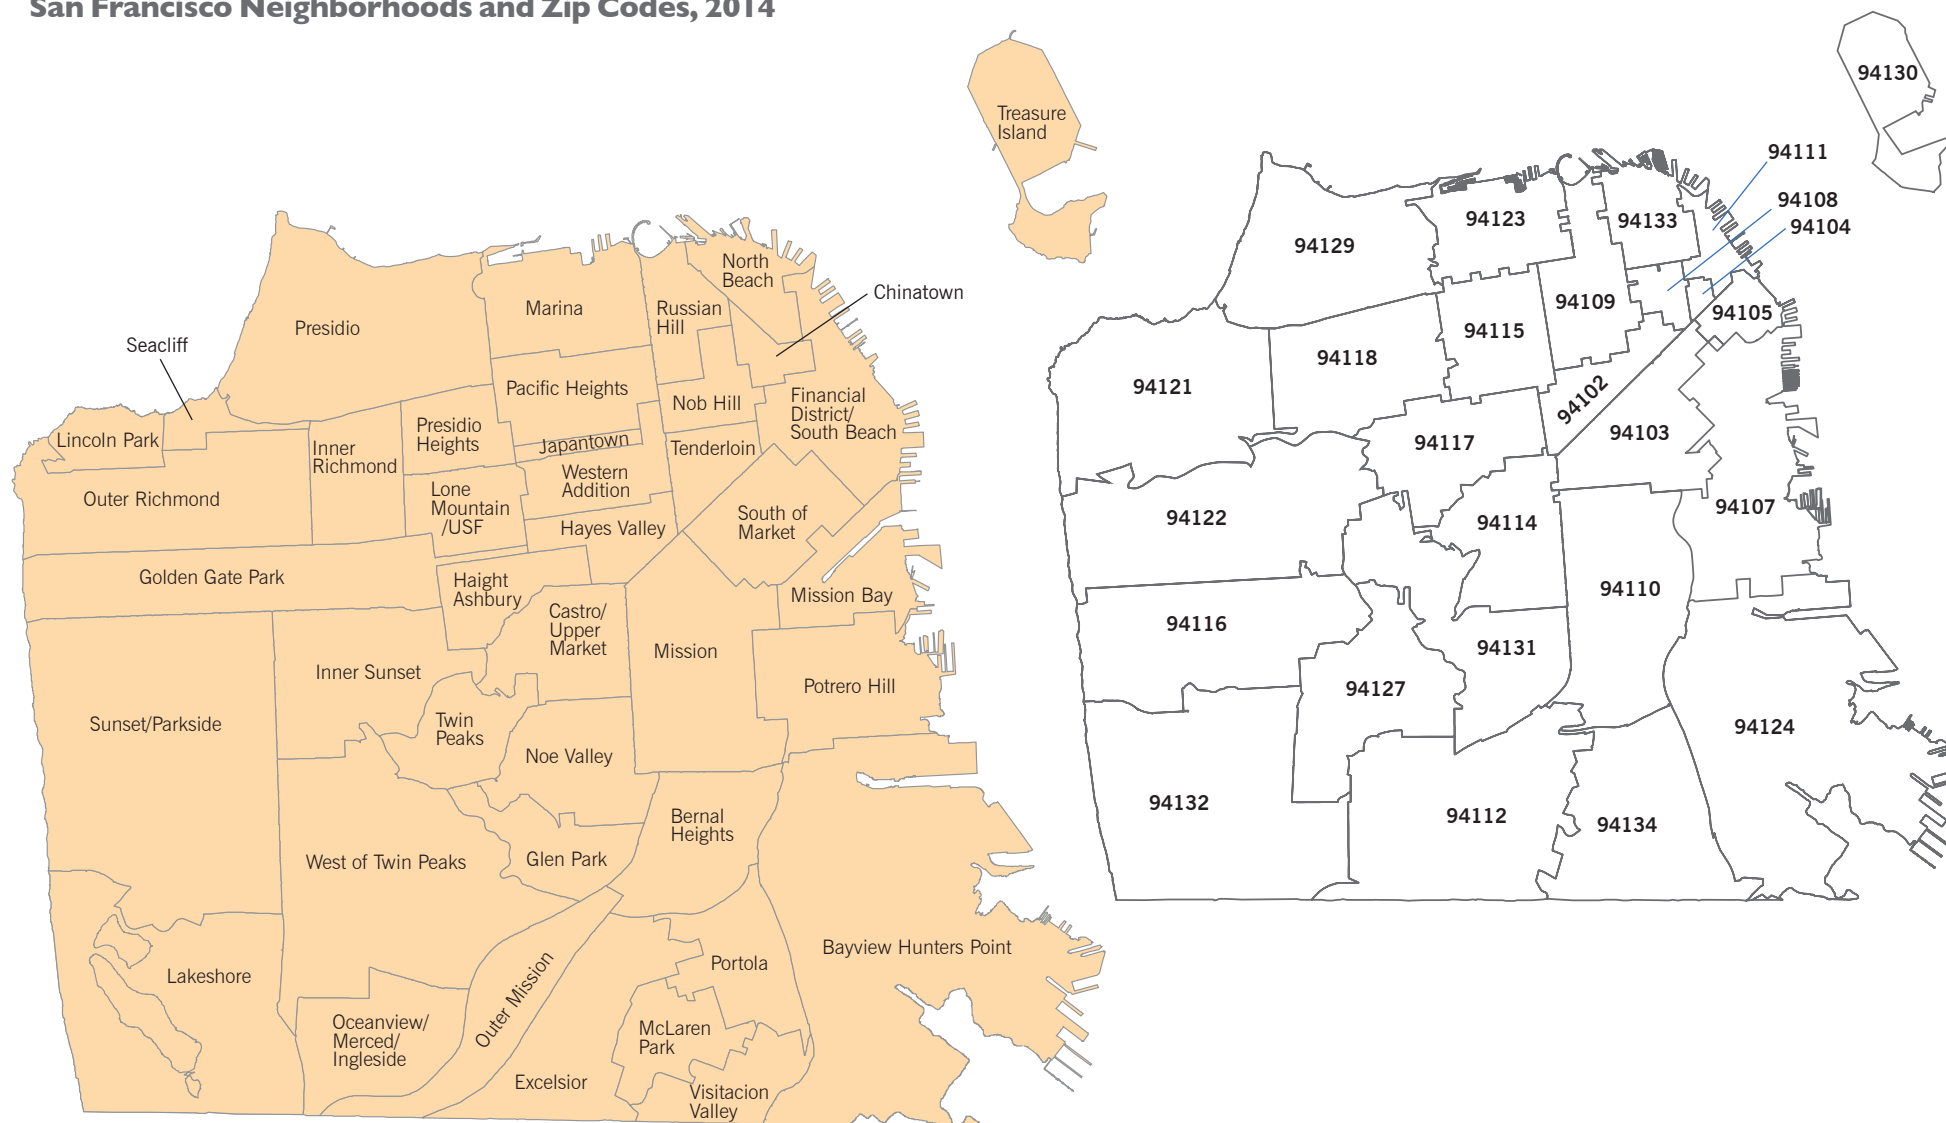 San Francisco Neighborhoods and Zip Codes, 2014
Treasure
Island
North
Beach
Chinatown
Marina
Russian
Hill
Presidio
Seacliff
Pacific Heights
Nob Hill
Financial
District/
South Beach
Lincoln Park
Inner
Richmond
Presidio
Heights
Japantown
Tenderloin
Western
Addition
Outer Richmond
Lone
Mountain
/USF
Hayes Valley
South of
Market
Golden Gate Park
Haight
Ashbury
Mission Bay
Castro/
Upper
Market
Mission
Inner Sunset
Potrero Hill
Sunset/Parkside
Twin
Peaks
Noe Valley
Bernal
Heights
West of Twin Peaks
Glen Park
Bayview Hunters Point
Lakeshore
Portola
Outer Mission
Oceanview/
Merced/
Ingleside
McLaren
Park
Excelsior
Visitacion
Valley
94130
94111
94108
94104
94123
94133
94129
94109
94105
94115
94118
94121
94102
94103
94117
94107
94122
94114
94110
94116
94131
94127
94124
94132
94112
94134